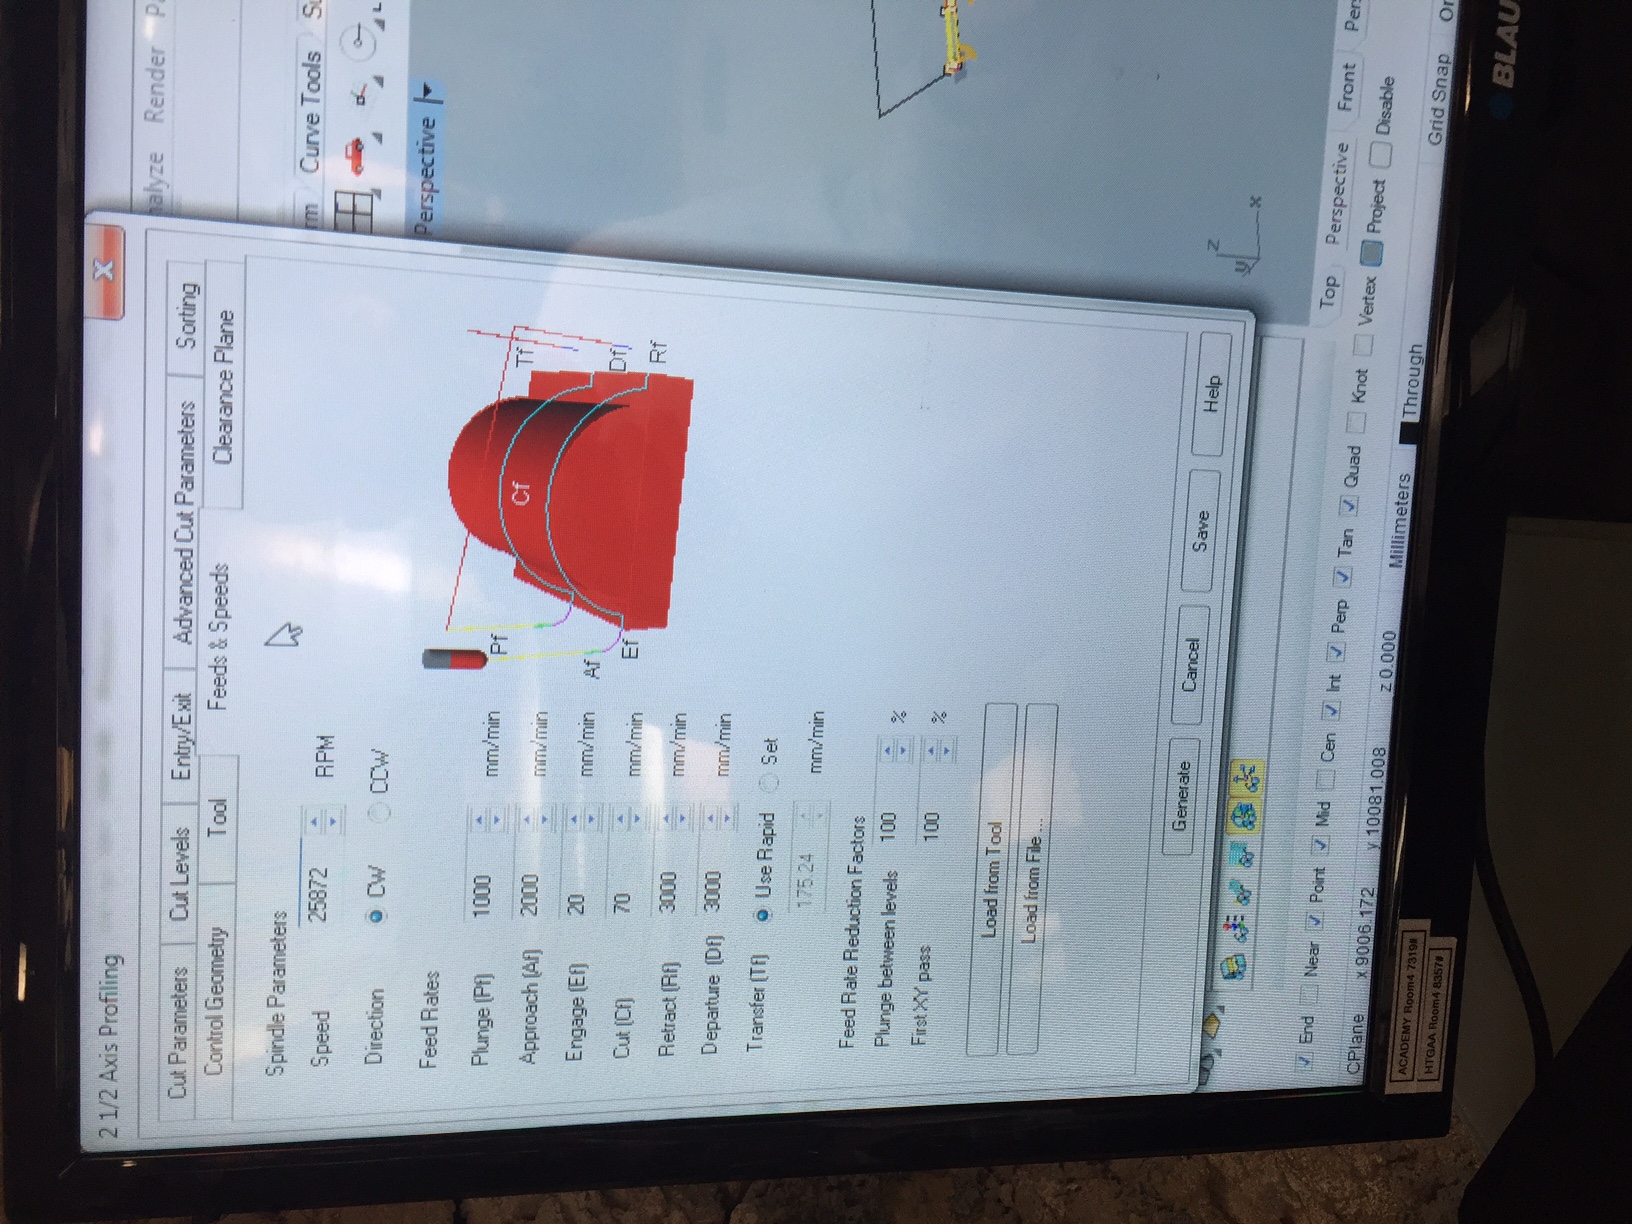 2 1/2 Axis Profiling
X
Cut Parameters Cut Levels Entry/Exit Advanced Cut Parameters Sorting
Control Geometry Tool Feeds & Speeds Clearance Plane
Spindle Parameters
Speed 25872 RPM
Direction CW CCW
Feed Rates
Plunge (Pf) 1000 mm/min
Approach (Af) 2000 mm/min
Engage (Ef) 20 mm/min
Cut (Cf) 70 mm/min
Retract (Rf) 3000 mm/min
Departure (Df) 3000 mm/min
Transfer (Tf) Use Rapid Set
175.24 mm/min
Feed Rate Reduction Factors
Plunge between levels 100 %
First XY pass 100 %
Load from Tool
Load from File ...
Pf
Cf
Tf
Af
Ef
Df
Rf
Generate Cancel Save Help
Render
Curve Tools
Perspective
z
y
x
Top Perspective Front
End Near Point Mid Cen Int Perp Tan Quad Knot Vertex Project Disable
CPlane x 9006.172 y 10081.008 z 0.000 Millimeters Through
Grid Snap
ACADEMY Room4 7319#
HTGAA Room4 8357#
BLAU